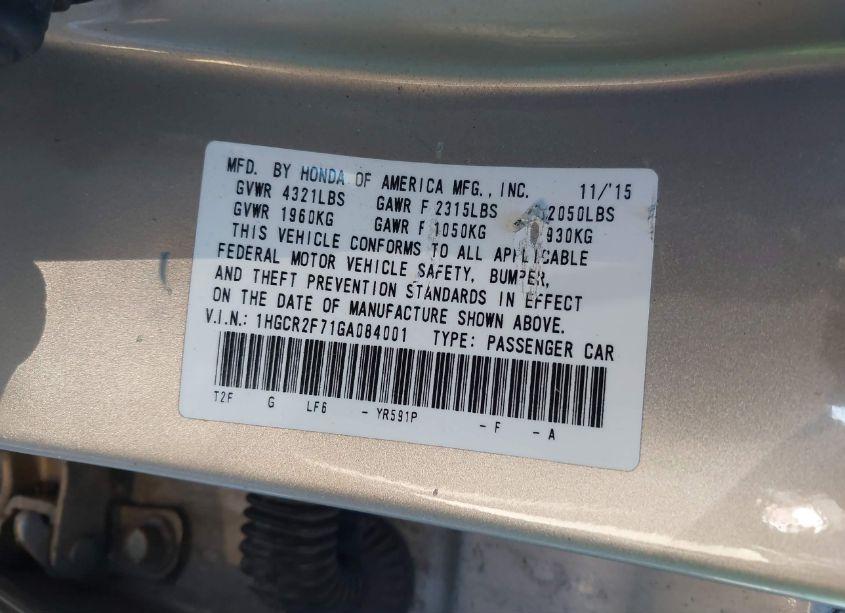 MFD. BY HONDA OF AMERICA MFG., INC. 11/'15
GVWR 4321LBS GAWR F 2315LBS 2050LBS
GVWR 1960KG GAWR F 1050KG 930KG
THIS VEHICLE CONFORMS TO ALL APPLICABLE
FEDERAL MOTOR VEHICLE SAFETY, BUMPER,
AND THEFT PREVENTION STANDARDS IN EFFECT
ON THE DATE OF MANUFACTURE SHOWN ABOVE.
V.I.N.: 1HGCR2F71GA084001 TYPE: PASSENGER CAR
T2F G LF6 - YR591P - F - A